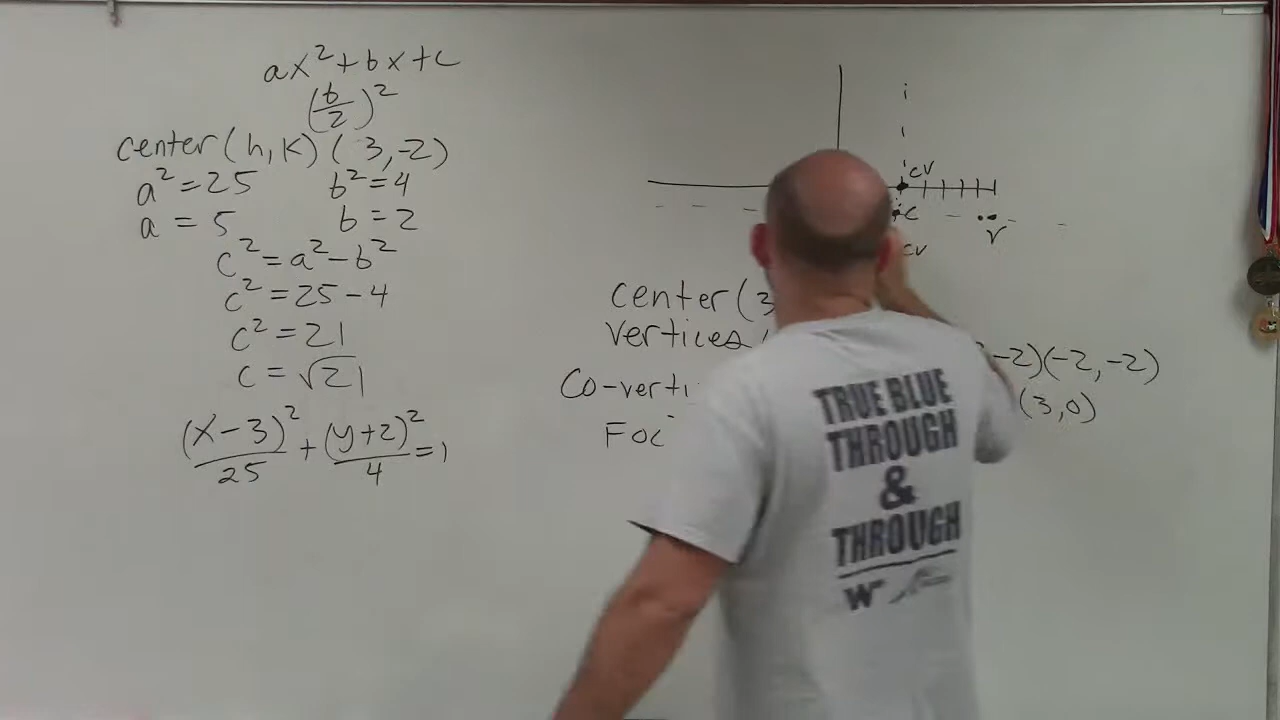 ax²+bx+c
(b/2)²
center (h,k) (3,-2)
a²=25 b²=4
a = 5 b=2
c²=a²-b²
c²=25-4
c²=21
c=√21
(x-3)²/25 + (y+2)²/4 =1
CV
C
V
CV
center (3
vertices
-2)(-2,-2)
Co-verti
(3,0)
Foc
TRUE BLUE
THROUGH
&
THROUGH
W